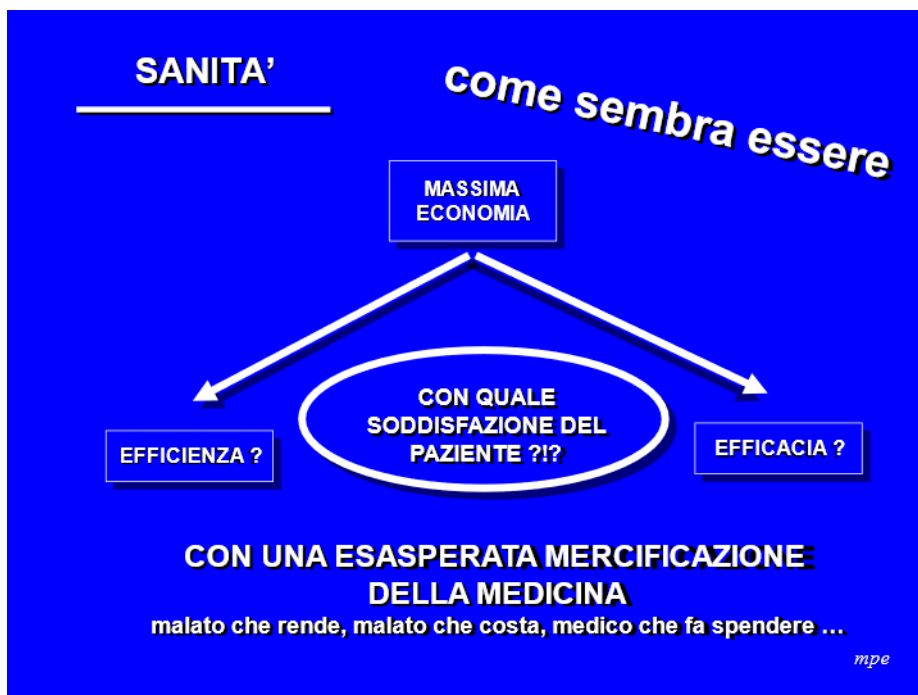 SANITA’
come sembra essere
MASSIMA
ECONOMIA
CON QUALE
SODDISFAZIONE DEL
PAZIENTE ?!?
EFFICIENZA ?
EFFICACIA ?
CON UNA ESASPERATA MERCIFICAZIONE
DELLA MEDICINA
malato che rende, malato che costa, medico che fa spendere …
mpe